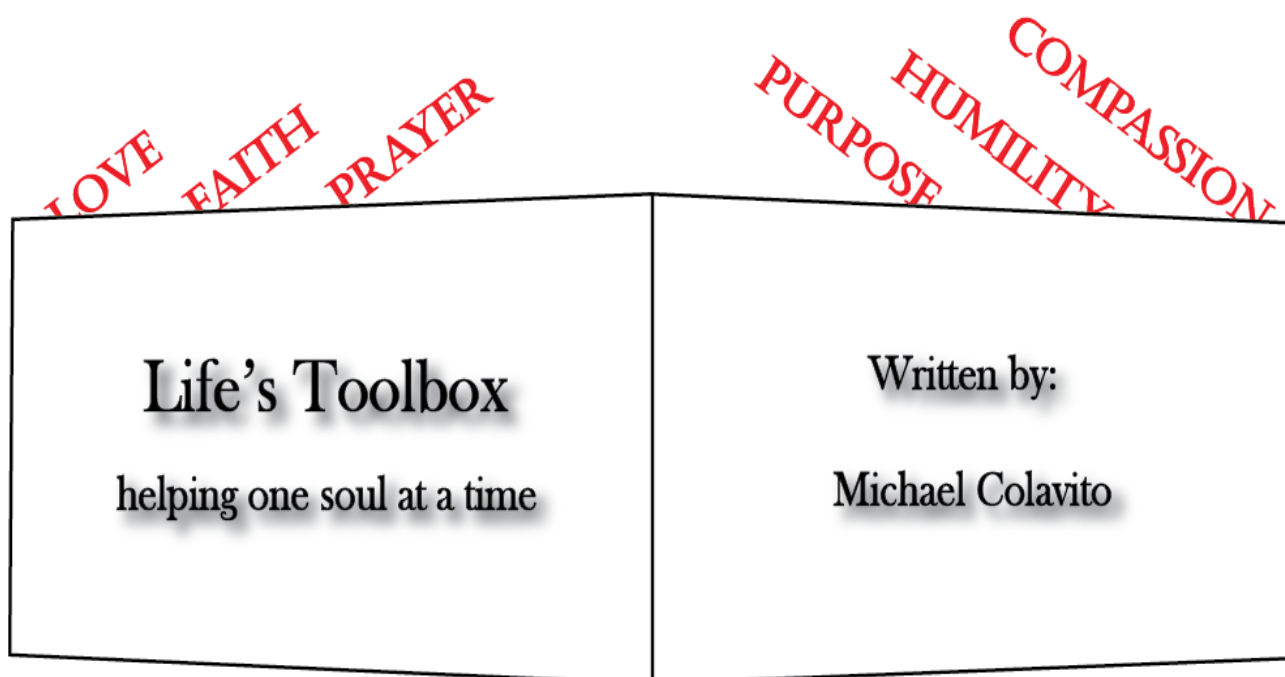 LOVE
FAITH
PRAYER
PURPOSE
HUMILITY
COMPASSION
Life's Toolbox
helping one soul at a time
Written by:
Michael Colavito